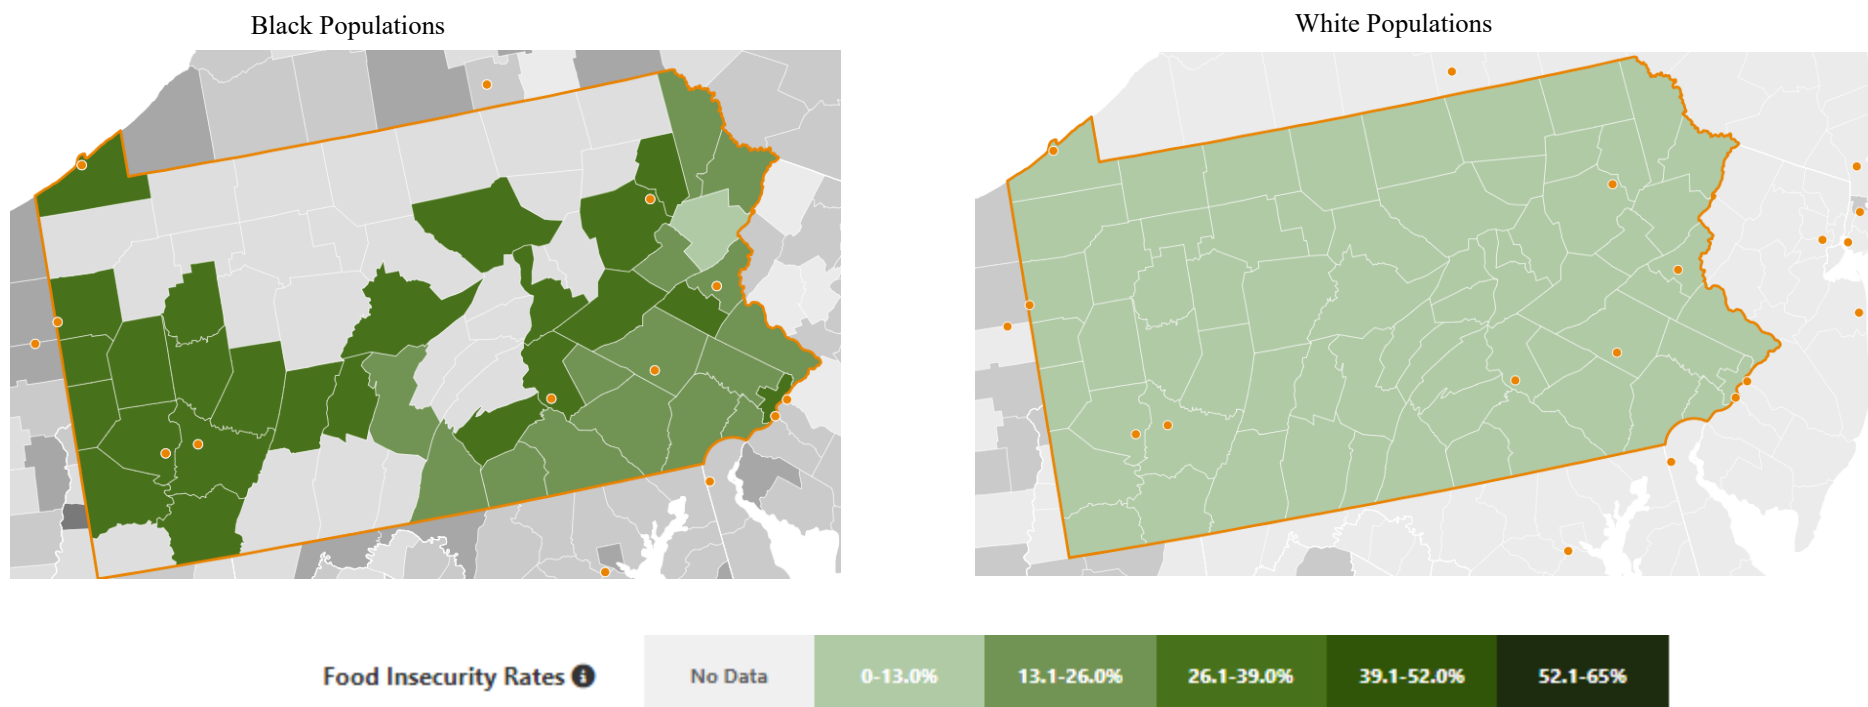 Black Populations
White Populations
Food Insecurity Rates
No Data
0-13.0%
13.1-26.0%
26.1-39.0%
39.1-52.0%
52.1-65%